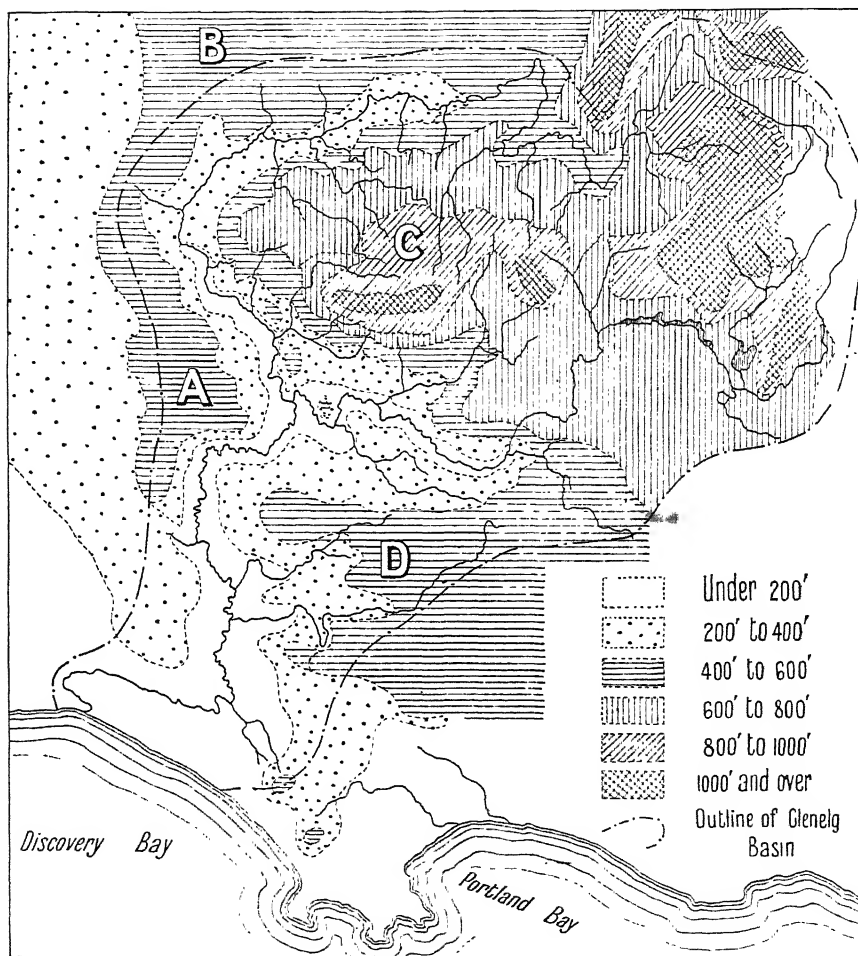 B
C
A
D
Under 200'
200' to 400'
400' to 600'
600' to 800'
800' to 1000'
1000' and over
Outline of Glenelg
Basin
Discovery Bay
Portland Bay